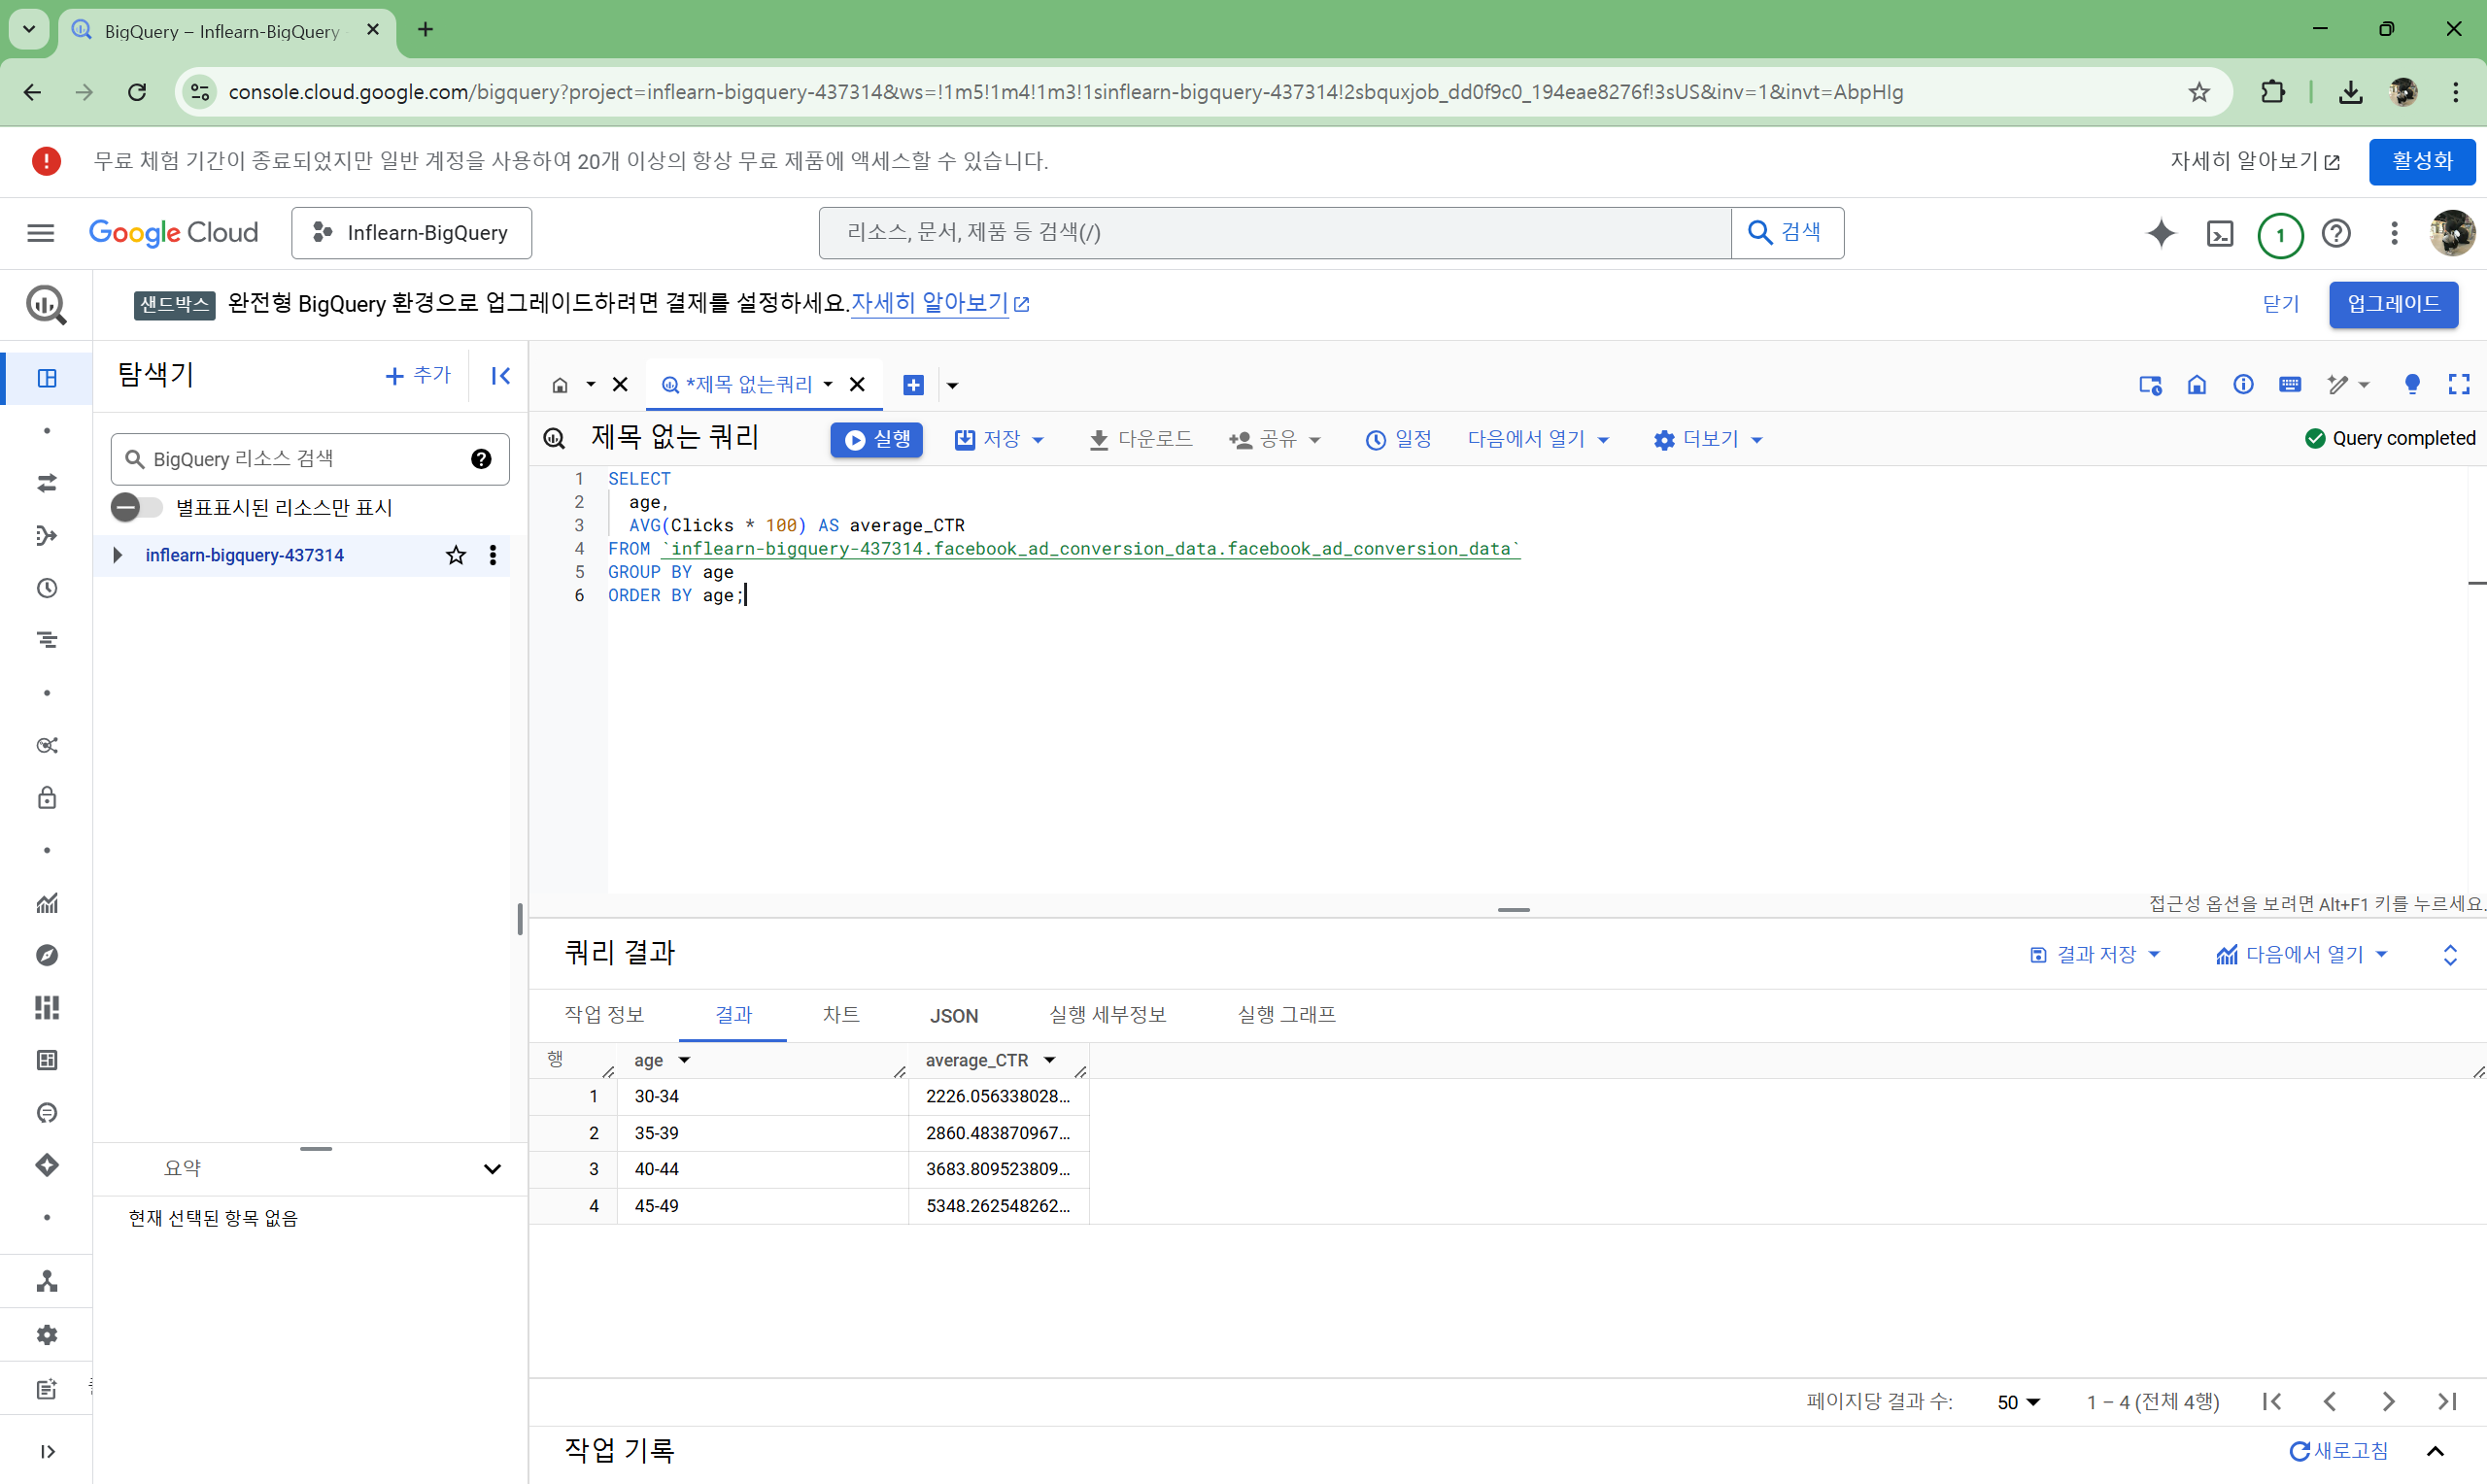 BigQuery – Inflearn-BigQuery
console.cloud.google.com/bigquery?project=inflearn-bigquery-437314&ws=!1m5!1m4!1m3!1sinflearn-bigquery-437314!2sbquxjob_dd0f9c0_194eae8276f!3sUS&inv=1&invt=AbpHIg
무료 체험 기간이 종료되었지만 일반 계정을 사용하여 20개 이상의 항상 무료 제품에 액세스할 수 있습니다.
자세히 알아보기
활성화
Google Cloud
Inflearn-BigQuery
리소스, 문서, 제품 등 검색(/)
검색
1
샌드박스
완전형 BigQuery 환경으로 업그레이드하려면 결제를 설정하세요.자세히 알아보기
닫기
업그레이드
탐색기
추가
BigQuery 리소스 검색
별표표시된 리소스만 표시
inflearn-bigquery-437314
요약
현재 선택된 항목 없음
*제목 없는쿼리
제목 없는 쿼리
실행
저장
다운로드
공유
일정
다음에서 열기
더보기
Query completed
1 SELECT
2 age,
3 AVG(Clicks * 100) AS average_CTR
4 FROM `inflearn-bigquery-437314.facebook_ad_conversion_data.facebook_ad_conversion_data`
5 GROUP BY age
6 ORDER BY age;
접근성 옵션을 보려면 Alt+F1 키를 누르세요.
쿼리 결과
결과 저장
다음에서 열기
작업 정보
결과
차트
JSON
실행 세부정보
실행 그래프
행 age average_CTR
1 30-34 2226.056338028...
2 35-39 2860.483870967...
3 40-44 3683.809523809...
4 45-49 5348.262548262...
페이지당 결과 수:
50
1 – 4 (전체 4행)
작업 기록
새로고침